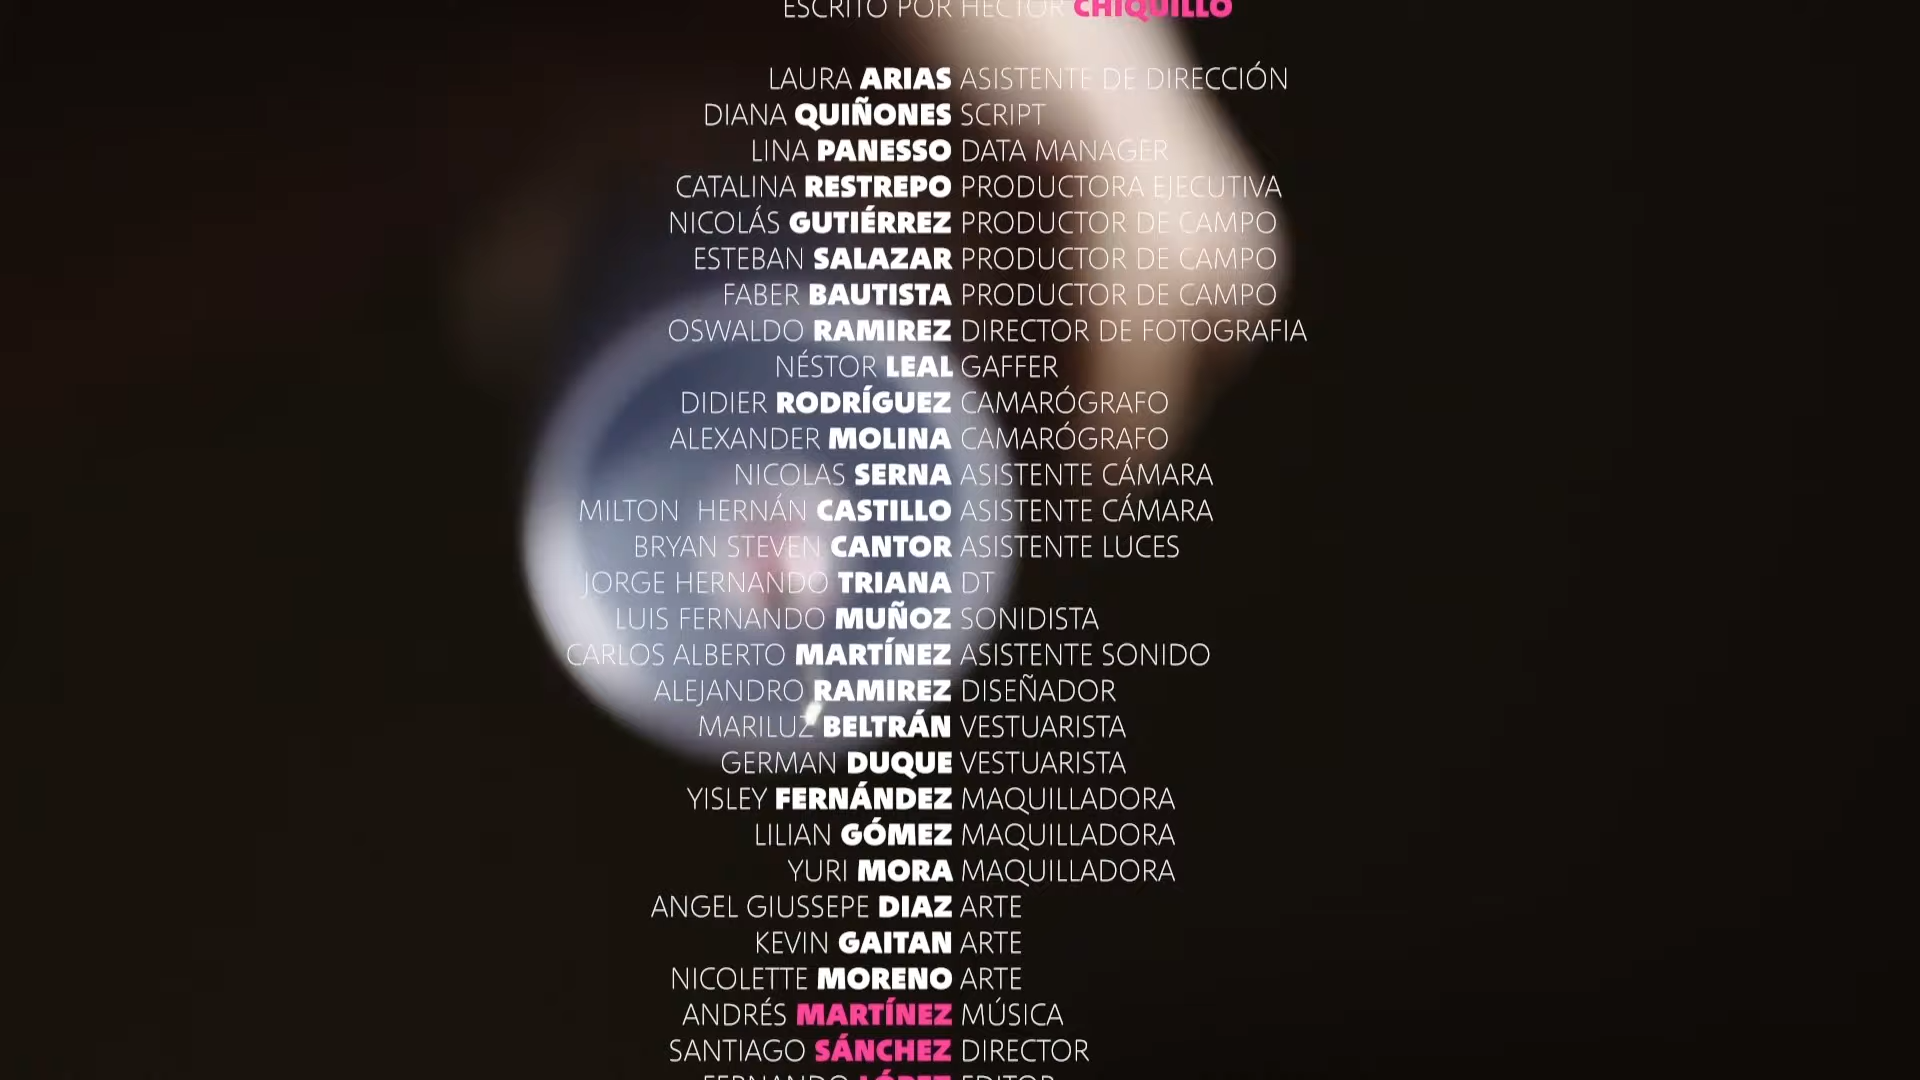 ESCRITO POR HÉCTOR CHIQUILLO
LAURA ARIAS ASISTENTE DE DIRECCIÓN
DIANA QUIÑONES SCRIPT
LINA PANESSO DATA MANAGER
CATALINA RESTREPO PRODUCTORA EJECUTIVA
NICOLÁS GUTIÉRREZ PRODUCTOR DE CAMPO
ESTEBAN SALAZAR PRODUCTOR DE CAMPO
FABER BAUTISTA PRODUCTOR DE CAMPO
OSWALDO RAMIREZ DIRECTOR DE FOTOGRAFIA
NÉSTOR LEAL GAFFER
DIDIER RODRÍGUEZ CAMARÓGRAFO
ALEXANDER MOLINA CAMARÓGRAFO
NICOLAS SERNA ASISTENTE CÁMARA
MILTON HERNÁN CASTILLO ASISTENTE CÁMARA
BRYAN STEVEN CANTOR ASISTENTE LUCES
JORGE HERNANDO TRIANA DT
LUIS FERNANDO MUÑOZ SONIDISTA
CARLOS ALBERTO MARTÍNEZ ASISTENTE SONIDO
ALEJANDRO RAMIREZ DISEÑADOR
MARILUZ BELTRÁN VESTUARISTA
GERMAN DUQUE VESTUARISTA
YISLEY FERNÁNDEZ MAQUILLADORA
LILIAN GÓMEZ MAQUILLADORA
YURI MORA MAQUILLADORA
ANGEL GIUSSEPE DIAZ ARTE
KEVIN GAITAN ARTE
NICOLETTE MORENO ARTE
ANDRÉS MARTÍNEZ MÚSICA
SANTIAGO SÁNCHEZ DIRECTOR
FERNANDO LÓPEZ EDITOR